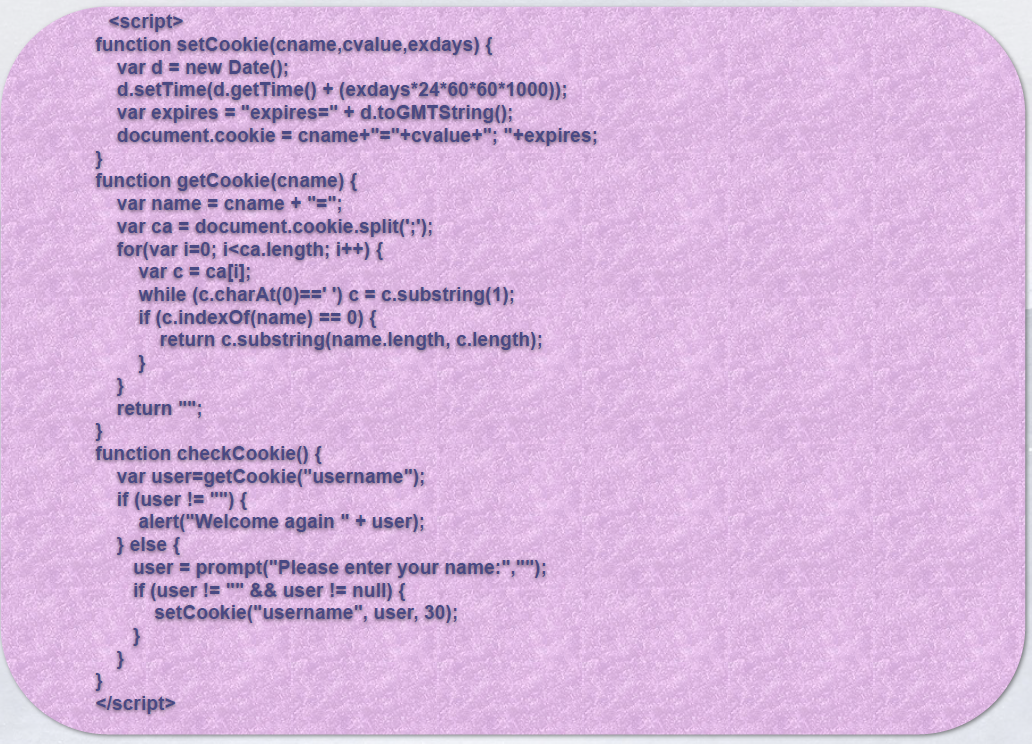 <script>
function setCookie(cname,cvalue,exdays) {
var d = new Date();
d.setTime(d.getTime() + (exdays*24*60*60*1000));
var expires = "expires=" + d.toGMTString();
document.cookie = cname+"="+cvalue+"; "+expires;
}
function getCookie(cname) {
var name = cname + "=";
var ca = document.cookie.split(';');
for(var i=0; i<ca.length; i++) {
var c = ca[i];
while (c.charAt(0)==' ') c = c.substring(1);
if (c.indexOf(name) == 0) {
return c.substring(name.length, c.length);
}
}
return "";
}
function checkCookie() {
var user=getCookie("username");
if (user != "") {
alert("Welcome again " + user);
} else {
user = prompt("Please enter your name:","");
if (user != "" && user != null) {
setCookie("username", user, 30);
}
}
}
</script>